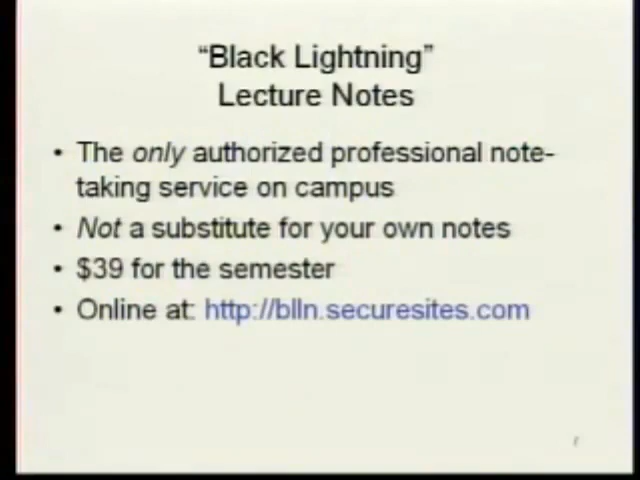 “Black Lightning”
Lecture Notes
• The only authorized professional note-
taking service on campus
• Not a substitute for your own notes
• $39 for the semester
• Online at: http://blln.securesites.com